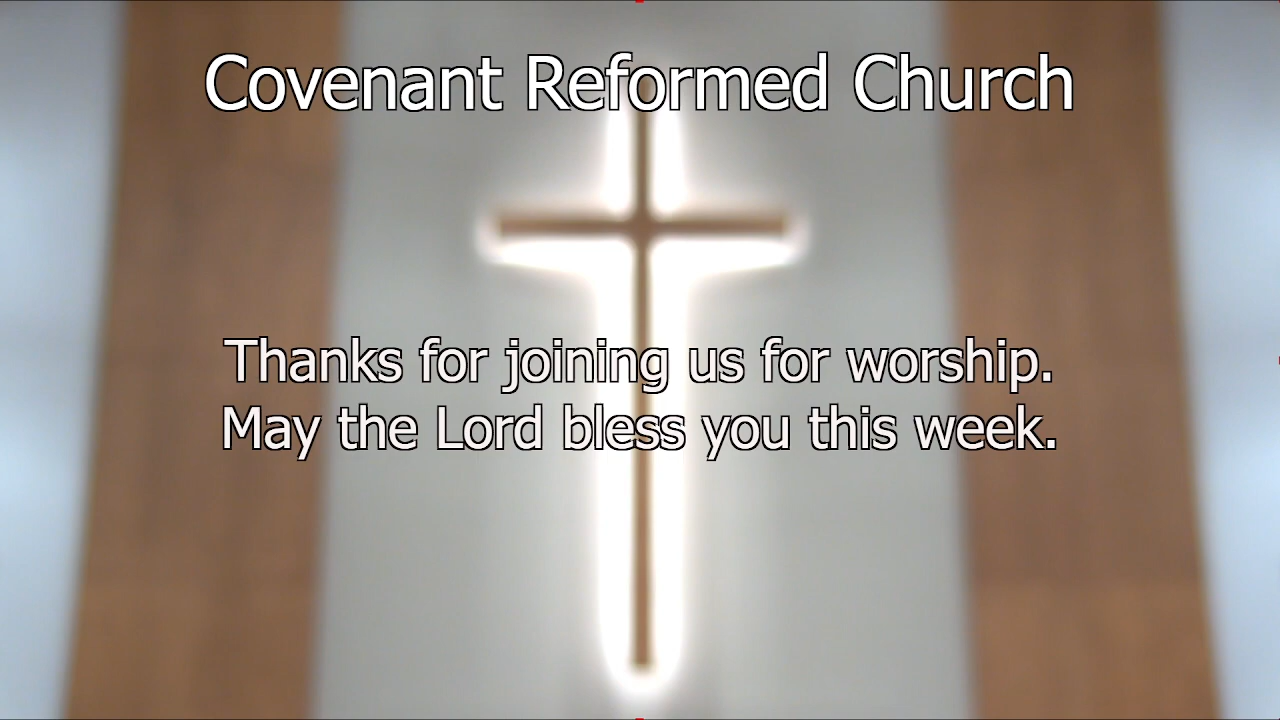 Covenant Reformed Church
Thanks for joining us for worship.
May the Lord bless you this week.